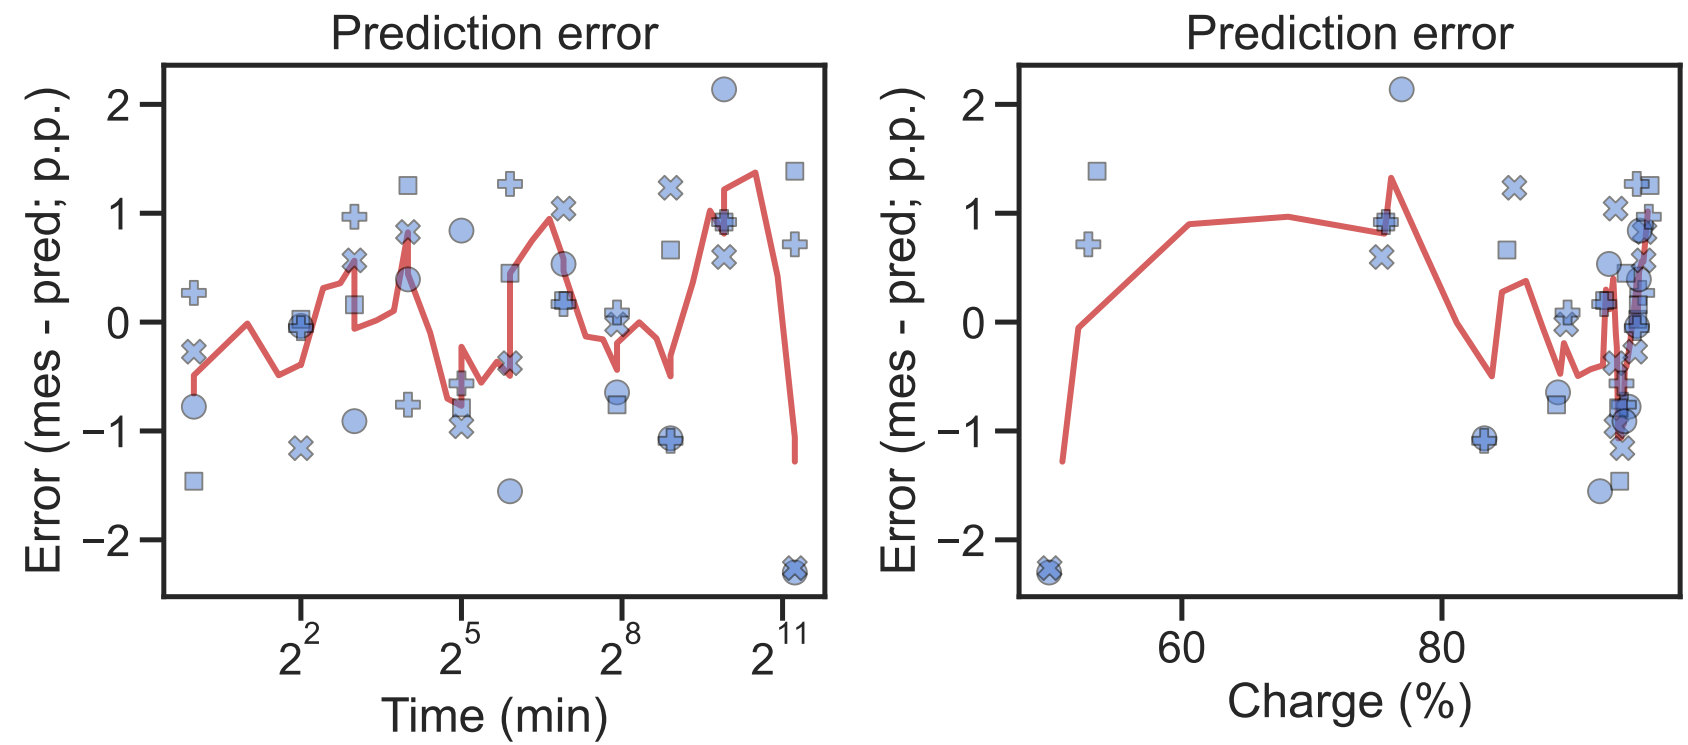 Prediction error
Error (mes - pred; p.p.)
2
1
0
−1
−2
2^2
2^5
2^8
2^11
Time (min)
Prediction error
Error (mes - pred; p.p.)
2
1
0
−1
−2
60
80
Charge (%)